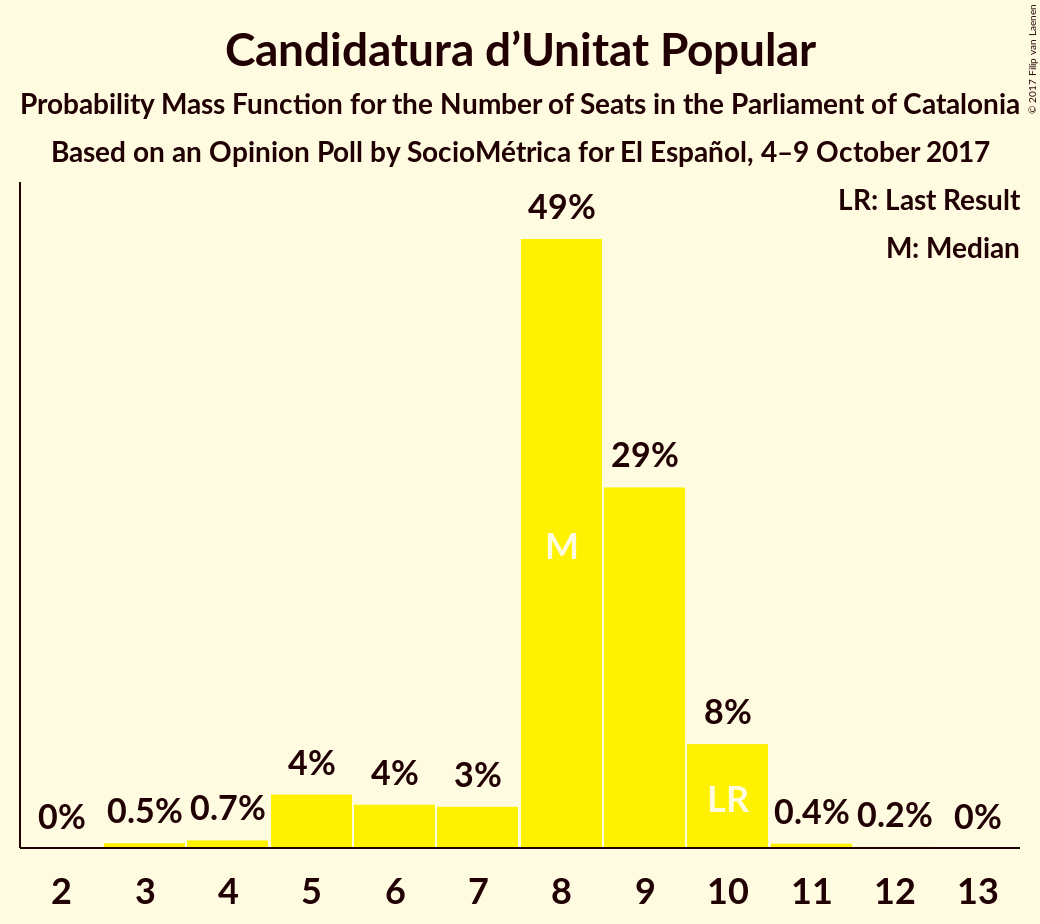 Candidatura d’Unitat Popular
Probability Mass Function for the Number of Seats in the Parliament of Catalonia
Based on an Opinion Poll by SocioMétrica for El Español, 4–9 October 2017
© 2017 Filip van Laenen
LR: Last Result
M: Median
0% 0.5% 0.7% 4% 4% 3% 49% 29% 8% 0.4% 0.2% 0%
M LR
2 3 4 5 6 7 8 9 10 11 12 13